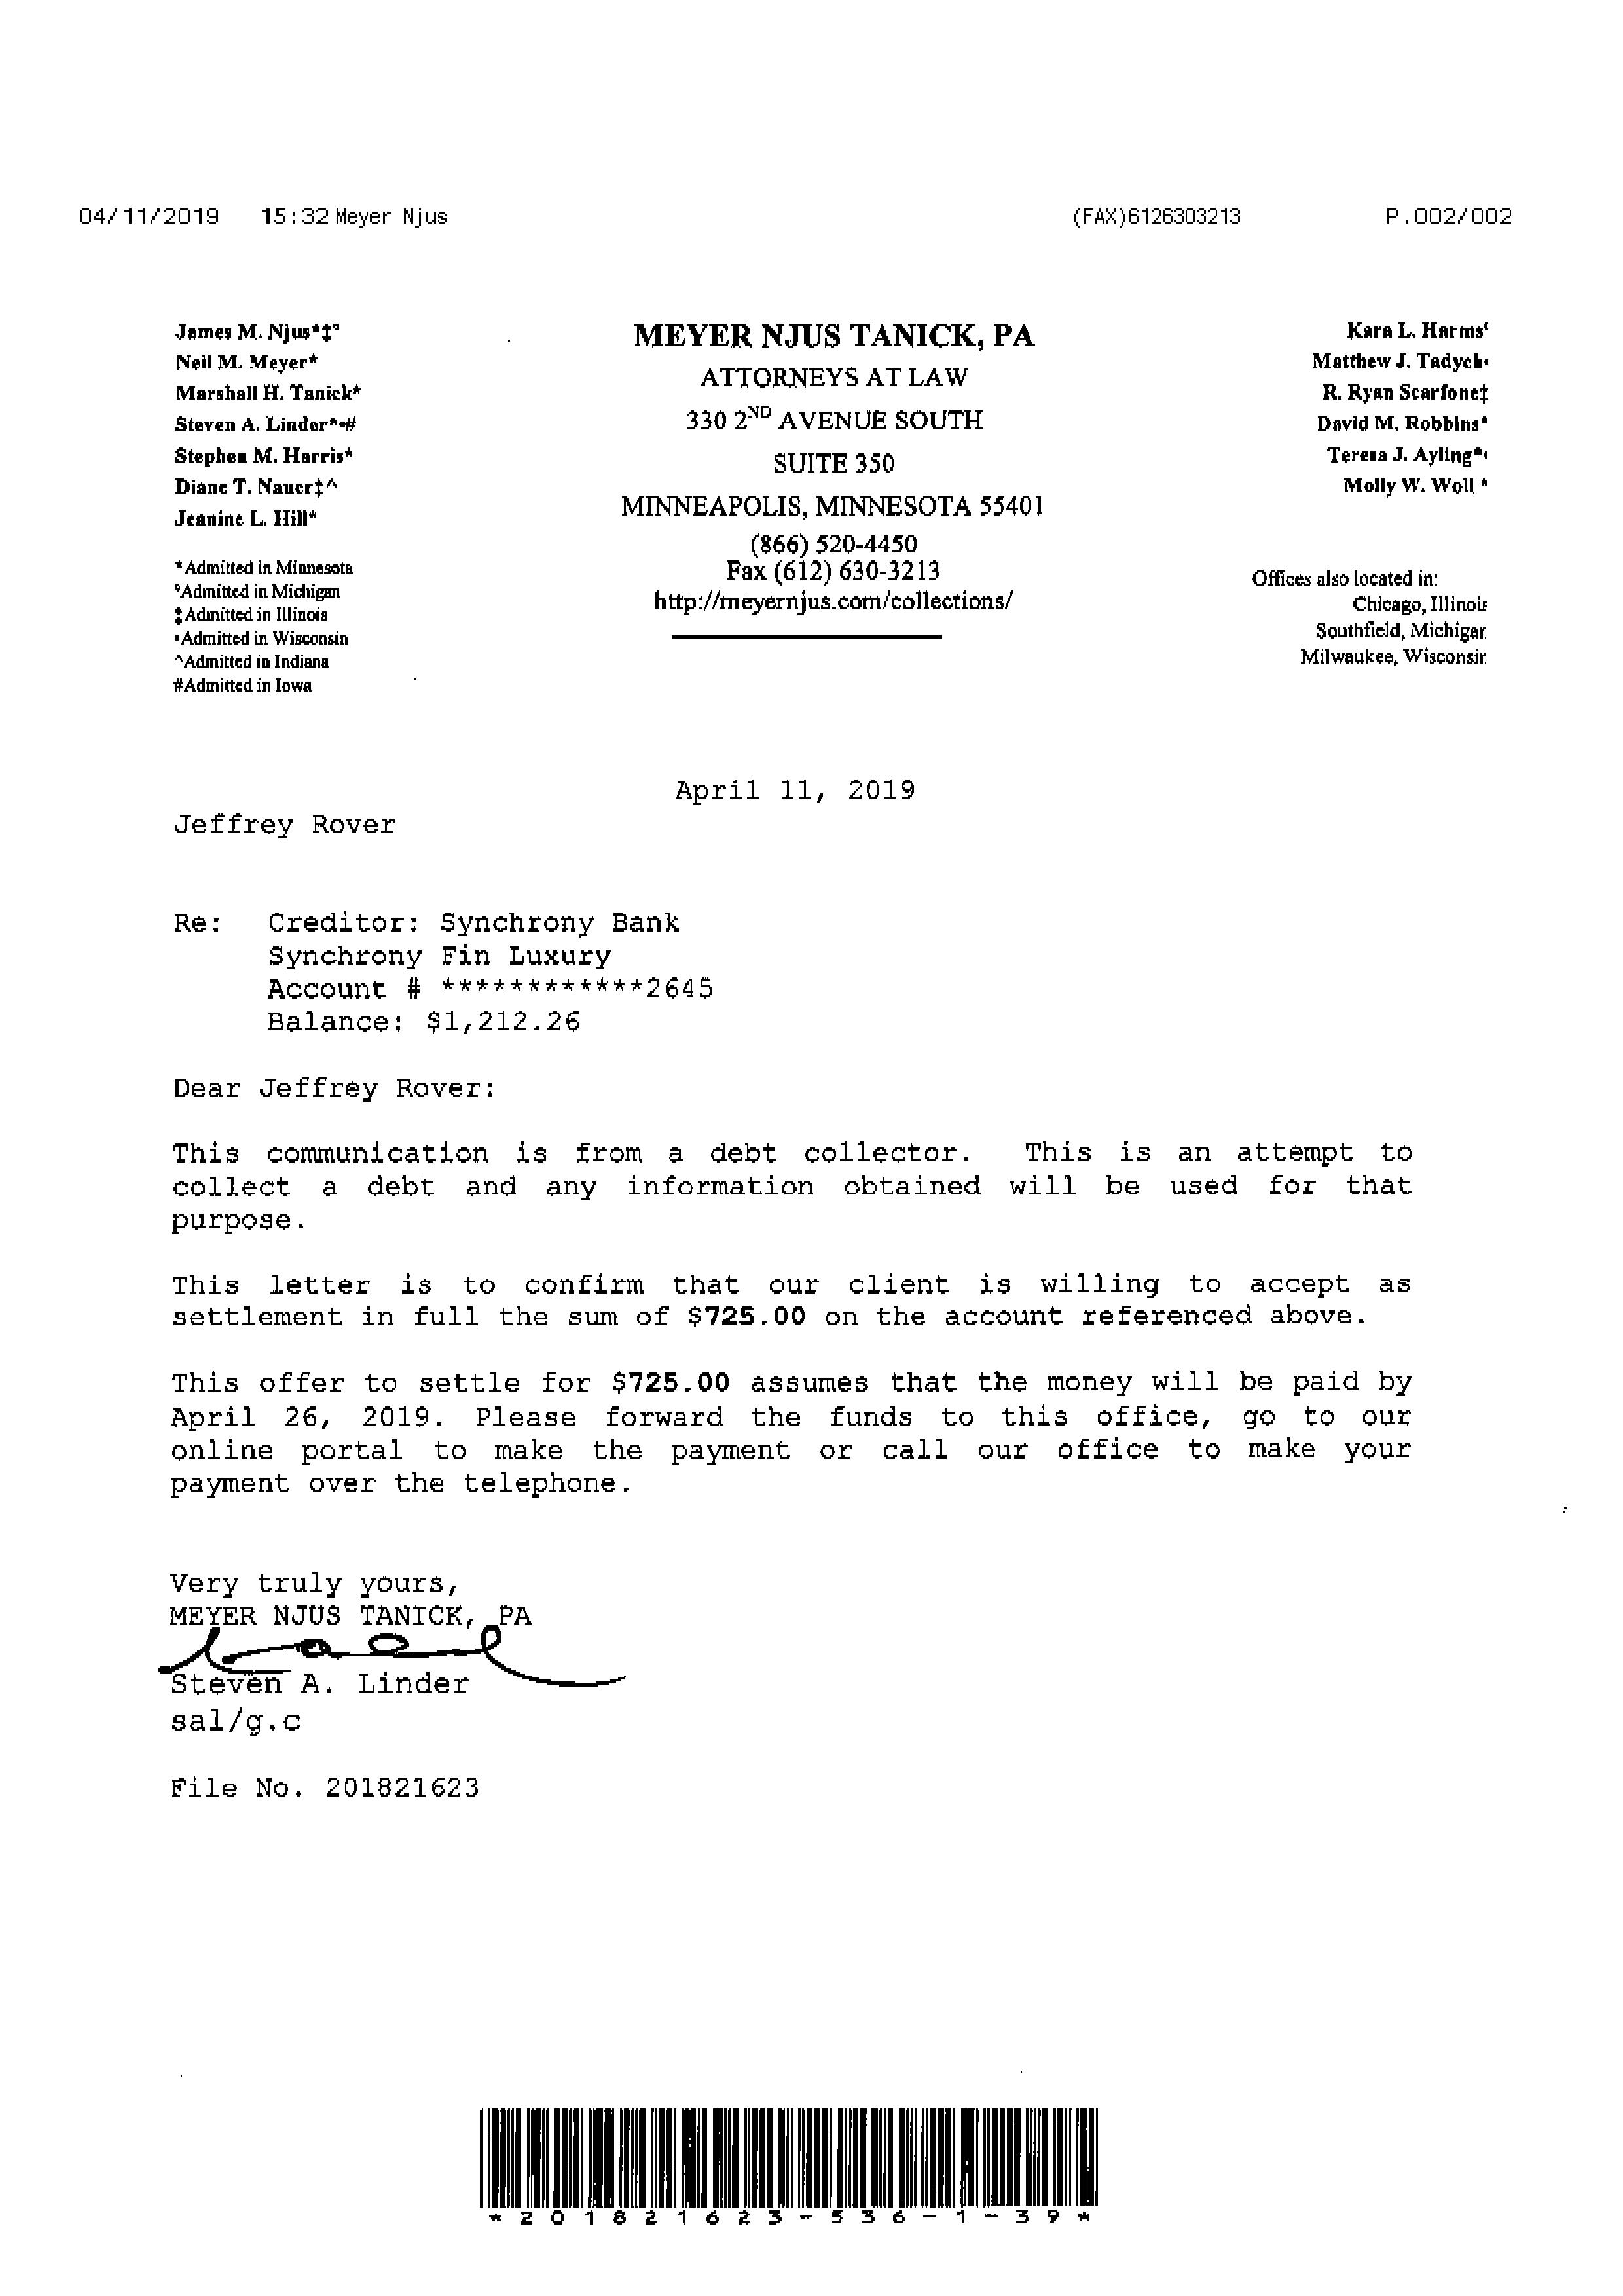 04/11/2019 15:32 Meyer Njus (FAX)6126303213 P.002/002
James M. Njus*‡°
Neil M. Meyer*
Marshall H. Tanick*
Steven A. Linder*▪#
Stephen M. Harris*
Diane T. Nauer‡^
Jeanine L. Hill*
*Admitted in Minnesota
°Admitted in Michigan
‡Admitted in Illinois
▪Admitted in Wisconsin
^Admitted in Indiana
#Admitted in Iowa
MEYER NJUS TANICK, PA
ATTORNEYS AT LAW
330 2ND AVENUE SOUTH
SUITE 350
MINNEAPOLIS, MINNESOTA 55401
(866) 520-4450
Fax (612) 630-3213
http://meyernjus.com/collections/
Kara L. Harms
Matthew J. Tadych▪
R. Ryan Scarfone‡
David M. Robbins*
Teresa J. Ayling*
Molly W. Woll *
Offices also located in:
Chicago, Illinois
Southfield, Michigan
Milwaukee, Wisconsin
April 11, 2019
Jeffrey Rover
Re: Creditor: Synchrony Bank
Synchrony Fin Luxury
Account # ************2645
Balance: $1,212.26
Dear Jeffrey Rover:
This communication is from a debt collector. This is an attempt to
collect a debt and any information obtained will be used for that
purpose.
This letter is to confirm that our client is willing to accept as
settlement in full the sum of $725.00 on the account referenced above.
This offer to settle for $725.00 assumes that the money will be paid by
April 26, 2019. Please forward the funds to this office, go to our
online portal to make the payment or call our office to make your
payment over the telephone.
Very truly yours,
MEYER NJUS TANICK, PA
Steven A. Linder
sal/g.c
File No. 201821623
*201821623-536-1-39*